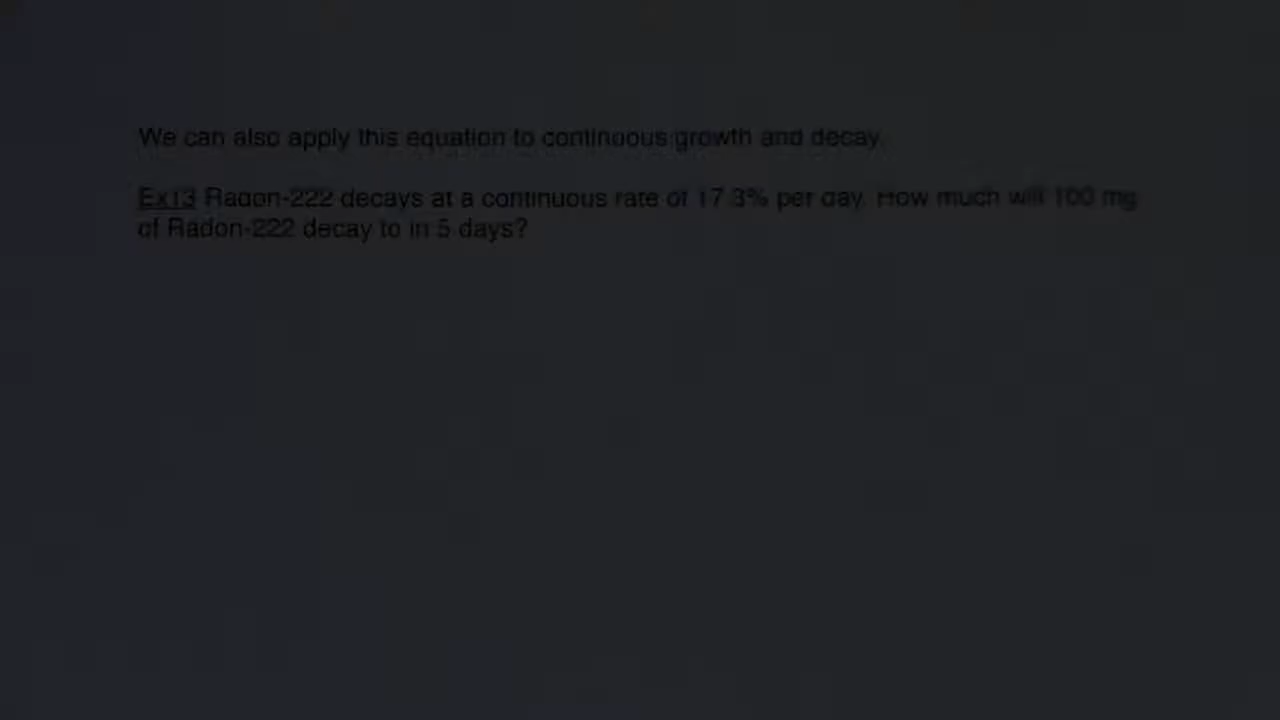 We can also apply this equation to continuous growth and decay.
Ex13 Radon-222 decays at a continuous rate of 17.3% per day. How much will 100 mg
of Radon-222 decay to in 5 days?